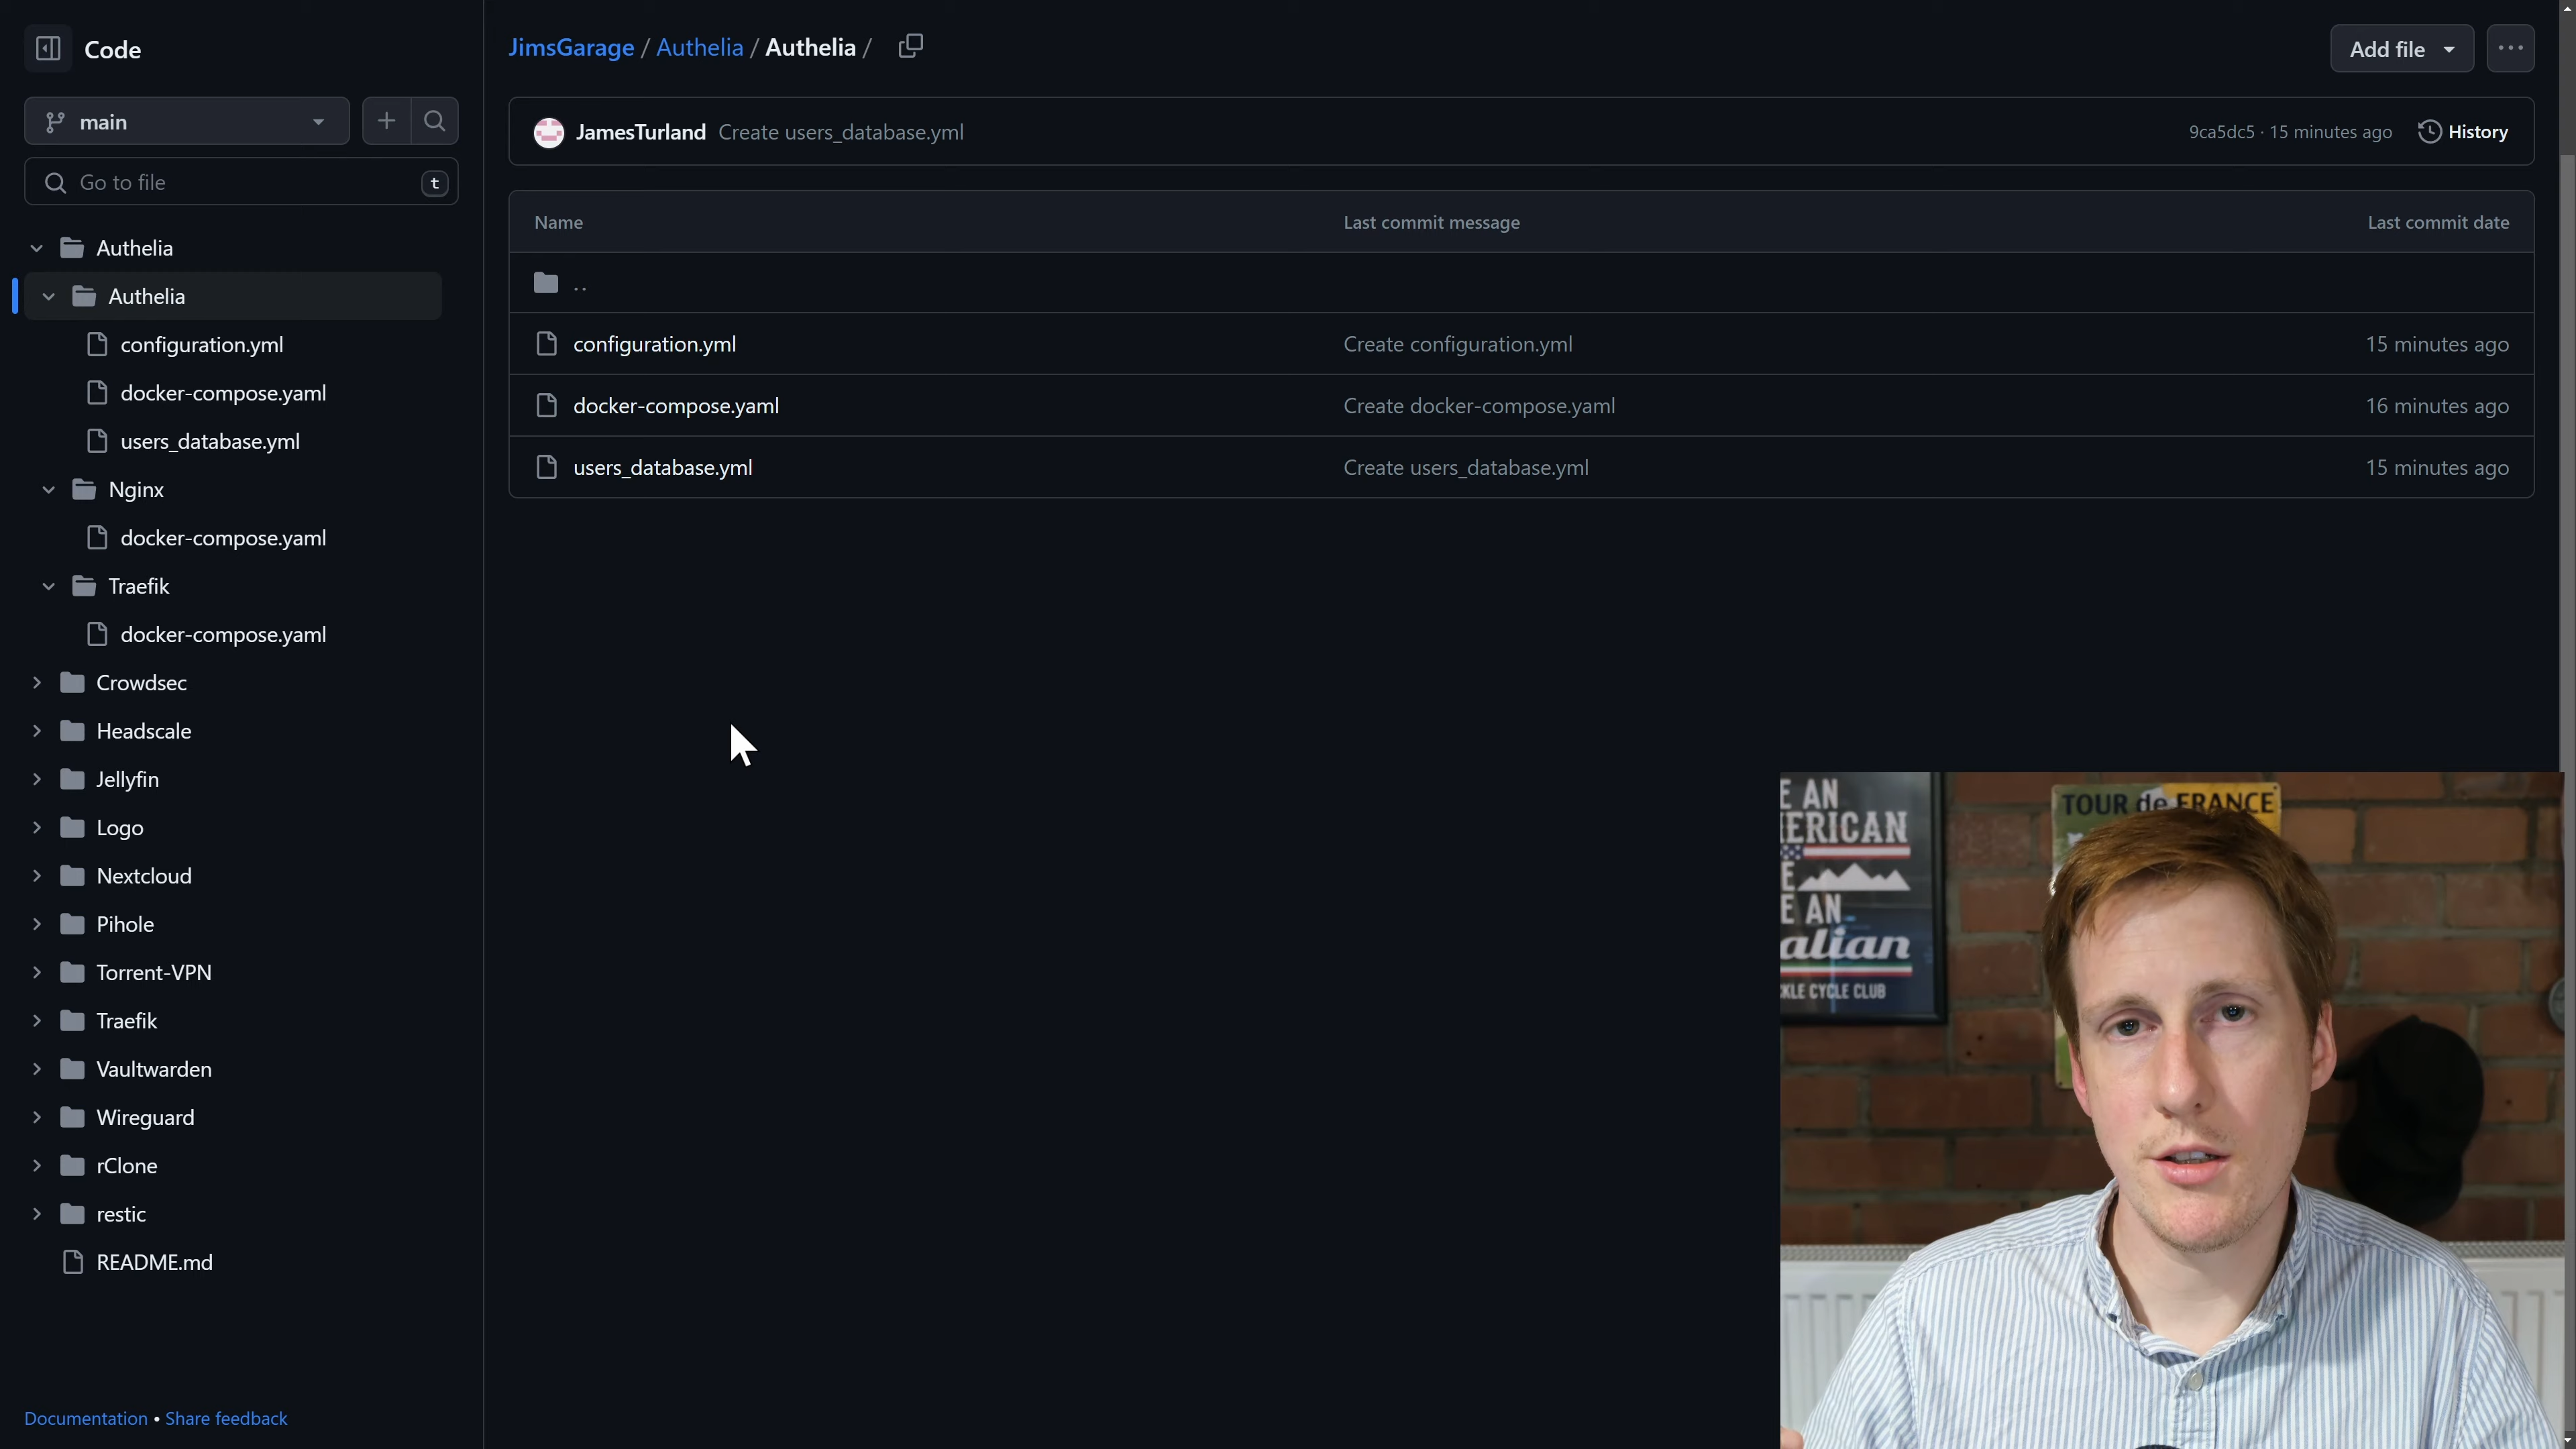 Code
main
Go to file
t
Authelia
Authelia
configuration.yml
docker-compose.yaml
users_database.yml
Nginx
docker-compose.yaml
Traefik
docker-compose.yaml
Crowdsec
Headscale
Jellyfin
Logo
Nextcloud
Pihole
Torrent-VPN
Traefik
Vaultwarden
Wireguard
rClone
restic
README.md
Documentation • Share feedback
JimsGarage / Authelia / Authelia /
Add file
JamesTurland Create users_database.yml
9ca5dc5 · 15 minutes ago
History
Name Last commit message Last commit date
..
configuration.yml Create configuration.yml 15 minutes ago
docker-compose.yaml Create docker-compose.yaml 16 minutes ago
users_database.yml Create users_database.yml 15 minutes ago
AN
AN
CYCLE CLUB
TOUR de FRANCE